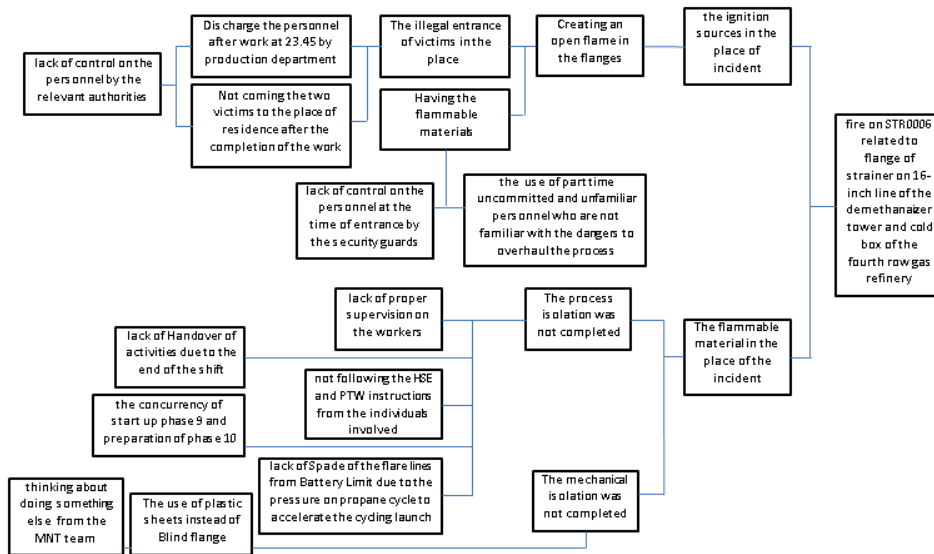 Discharge the personnel
after work at 23.45 by
production department
The illegal entrance
of victims in the
place
Creating an
open flame in
the flanges
the ignition
sources in the
place of
incident
lack of control on the
personnel by the
relevant authorities
Not coming the two
victims to the place of
residence after the
completion of the work
Having the
flammable
materials
fire on STR0006
related to
flange of
strainer on 16-
inch line of the
demethanaizer
tower and cold
box of the
fourth row gas
refinery
lack of control on the
personnel at the
time of entrance by
the security guards
the use of part time
uncommitted and unfamiliar
personnel who are not
familiar with the dangers to
overhaul the process
lack of proper
supervision on
the workers
The process
isolation was
not completed
lack of Handover of
activities due to the
end of the shift
The flammable
material in the
place of the
incident
not following the HSE
and PTW instructions
from the individuals
involved
the concurrency of
start up phase 9 and
preparation of phase 10
lack of Spade of the flare lines
from Battery Limit due to the
pressure on propane cycle to
accelerate the cycling launch
The mechanical
isolation was
not completed
thinking about
doing something
else from the
MNT team
The use of plastic
sheets instead of
Blind flange